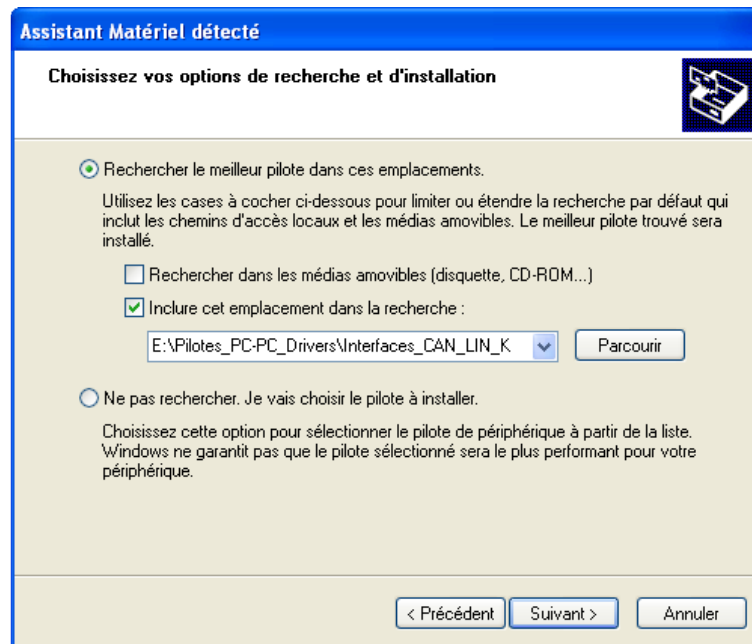 Assistant Matériel détecté
Choisissez vos options de recherche et d'installation
Rechercher le meilleur pilote dans ces emplacements.
Utilisez les cases à cocher ci-dessous pour limiter ou étendre la recherche par défaut qui
inclut les chemins d'accès locaux et les médias amovibles. Le meilleur pilote trouvé sera
installé.
Rechercher dans les médias amovibles (disquette, CD-ROM...)
Inclure cet emplacement dans la recherche :
E:\Pilotes_PC-PC_Drivers\Interfaces_CAN_LIN_K
Parcourir
Ne pas rechercher. Je vais choisir le pilote à installer.
Choisissez cette option pour sélectionner le pilote de périphérique à partir de la liste.
Windows ne garantit pas que le pilote sélectionné sera le plus performant pour votre
périphérique.
< Précédent Suivant > Annuler